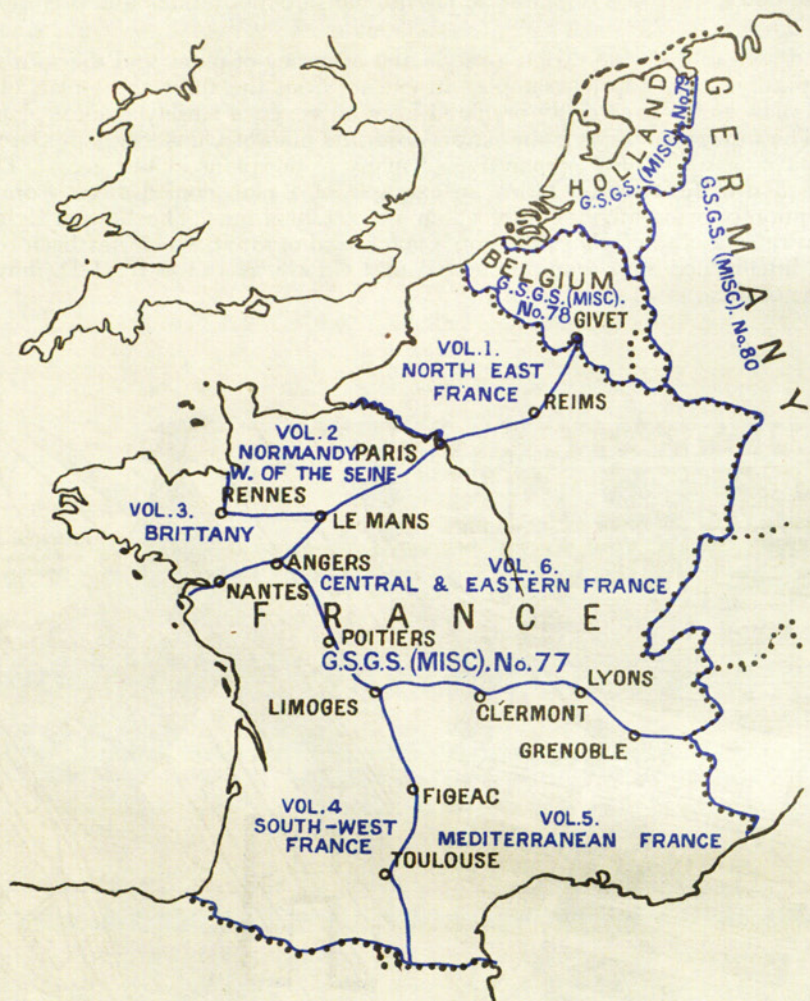 GERMANY
G.S.G.S. (MISC). No.80
HOLLAND
G.S.G.S. (MISC). No.79
BELGIUM
G.S.G.S. (MISC).
No.78
GIVET
VOL.1.
NORTH EAST
FRANCE
REIMS
VOL.2
NORMANDY
W. OF THE SEINE
PARIS
RENNES
LE MANS
VOL.3.
BRITTANY
ANGERS
NANTES
VOL.6.
CENTRAL & EASTERN FRANCE
FRANCE
POITIERS
G.S.G.S. (MISC). No.77
LIMOGES
CLERMONT
LYONS
GRENOBLE
FIGEAC
VOL.4
SOUTH-WEST
FRANCE
VOL.5.
MEDITERRANEAN FRANCE
TOULOUSE